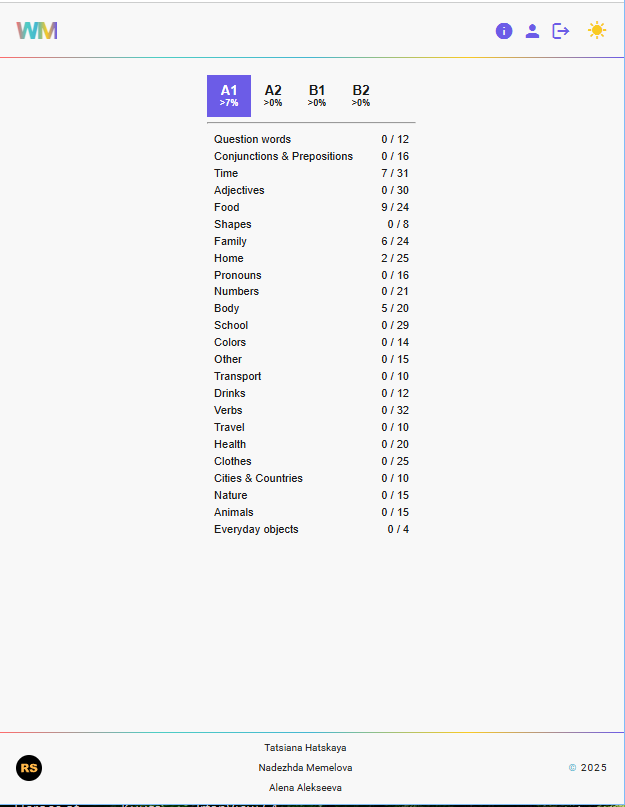 WM
A1 A2 B1 B2
>7% >0% >0% >0%
Question words 0 / 12
Conjunctions & Prepositions 0 / 16
Time 7 / 31
Adjectives 0 / 30
Food 9 / 24
Shapes 0 / 8
Family 6 / 24
Home 2 / 25
Pronouns 0 / 16
Numbers 0 / 21
Body 5 / 20
School 0 / 29
Colors 0 / 14
Other 0 / 15
Transport 0 / 10
Drinks 0 / 12
Verbs 0 / 32
Travel 0 / 10
Health 0 / 20
Clothes 0 / 25
Cities & Countries 0 / 10
Nature 0 / 15
Animals 0 / 15
Everyday objects 0 / 4
Tatsiana Hatskaya
RS Nadezhda Memelova © 2025
Alena Alekseeva